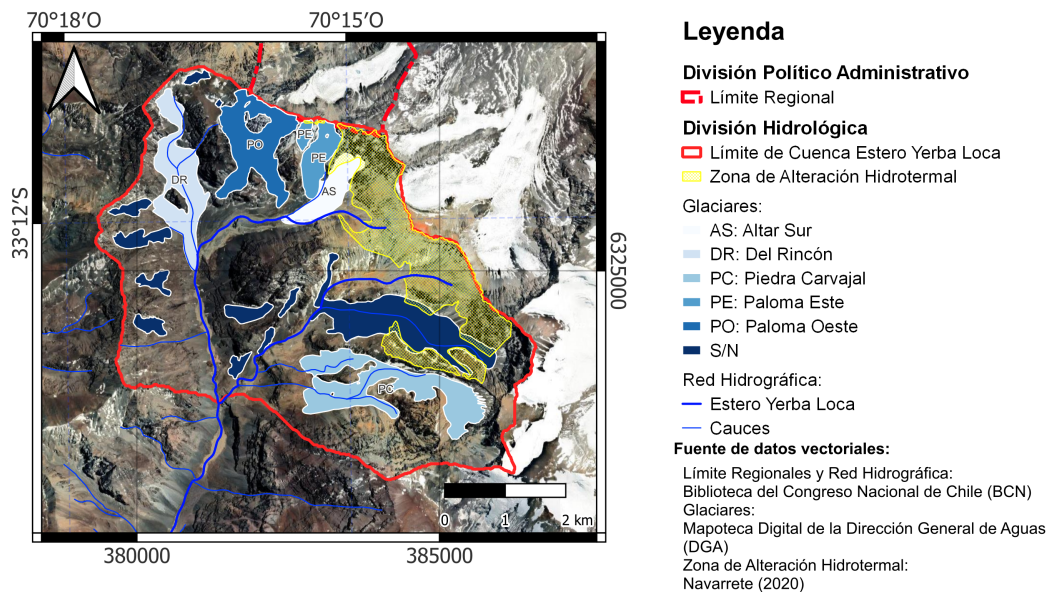 70°18′O 70°15′O
33°12′S
6325000
380000 385000
DR
PO
PE
PE
AS
PC
0 1 2 km
Leyenda
División Político Administrativo
Límite Regional
División Hidrológica
Límite de Cuenca Estero Yerba Loca
Zona de Alteración Hidrotermal
Glaciares:
AS: Altar Sur
DR: Del Rincón
PC: Piedra Carvajal
PE: Paloma Este
PO: Paloma Oeste
S/N
Red Hidrográfica:
Estero Yerba Loca
Cauces
Fuente de datos vectoriales:
Límite Regionales y Red Hidrográfica:
Biblioteca del Congreso Nacional de Chile (BCN)
Glaciares:
Mapoteca Digital de la Dirección General de Aguas
(DGA)
Zona de Alteración Hidrotermal:
Navarrete (2020)